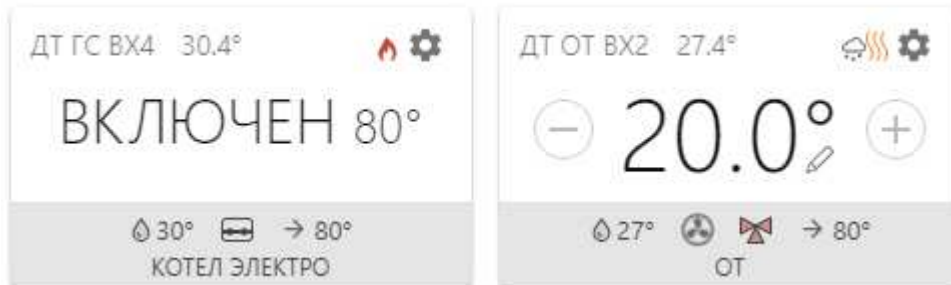 ДТ ГС ВХ4 30.4°
ВКЛЮЧЕН 80°
30° → 80°
КОТЕЛ ЭЛЕКТРО
ДТ ОТ ВХ2 27.4°
20.0°
27° → 80°
ОТ